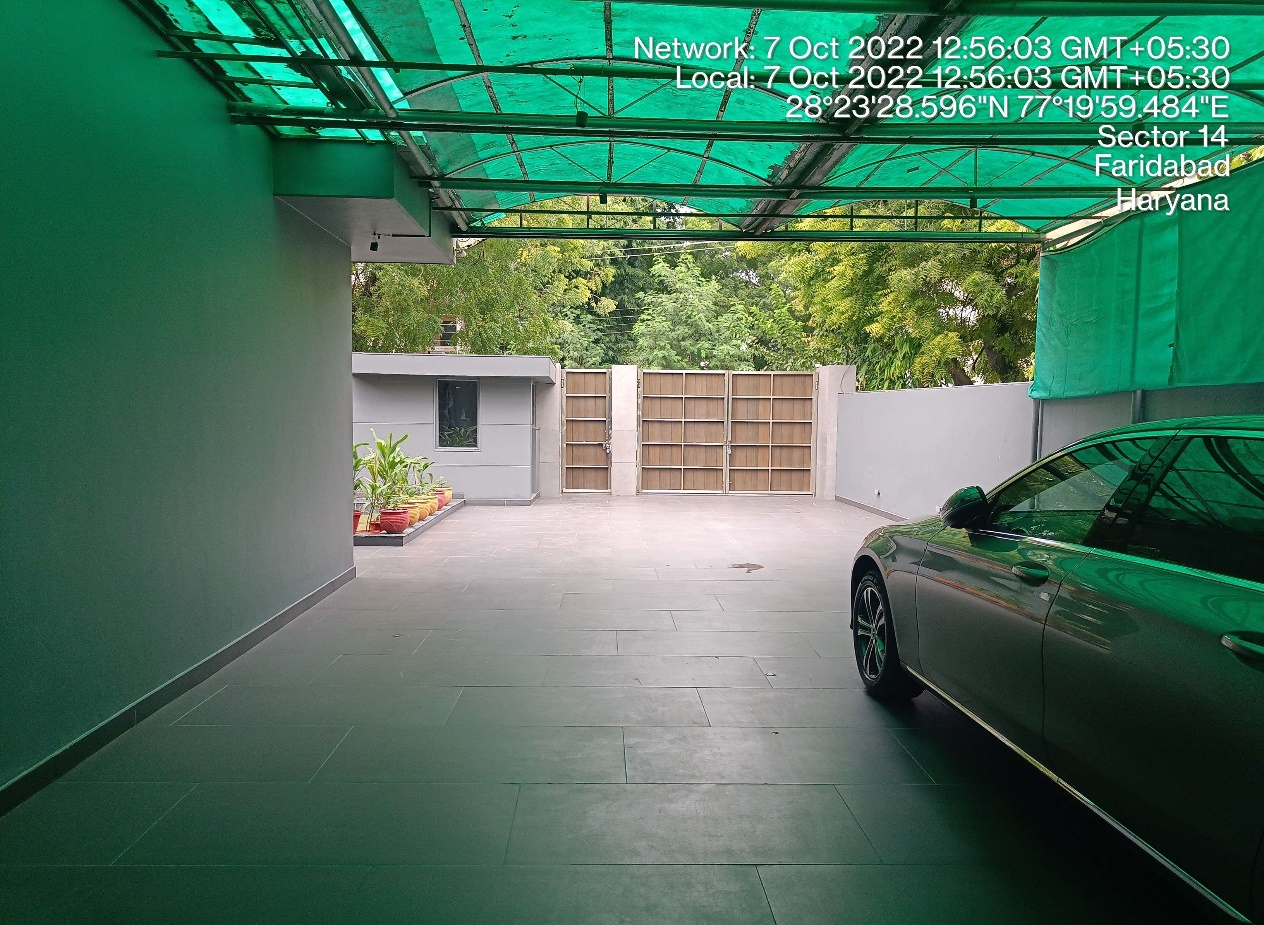 Network: 7 Oct 2022 12:56:03 GMT+05:30
Local: 7 Oct 2022 12:56:03 GMT+05:30
28°23'28.596"N 77°19'59.484"E
Sector 14
Faridabad
Haryana